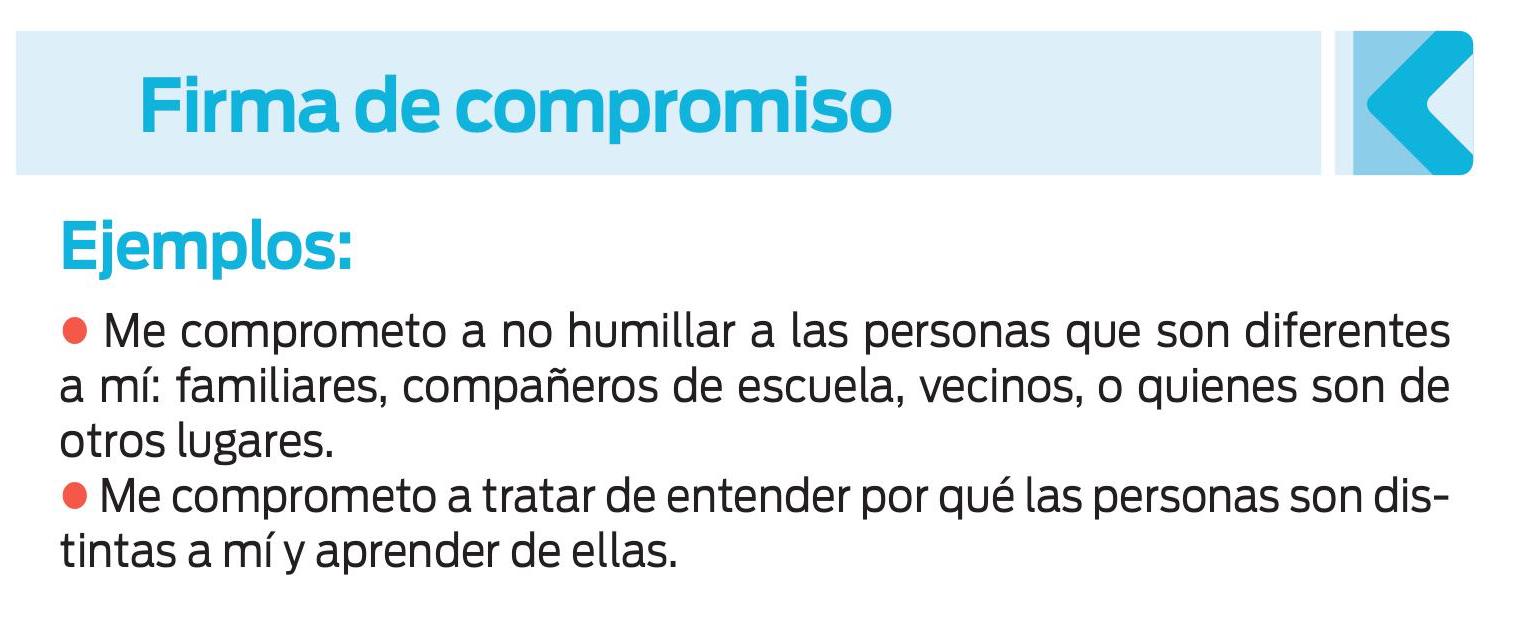 Firma de compromiso
Ejemplos:
● Me comprometo a no humillar a las personas que son diferentes
a mí: familiares, compañeros de escuela, vecinos, o quienes son de
otros lugares.
● Me comprometo a tratar de entender por qué las personas son dis-
tintas a mí y aprender de ellas.